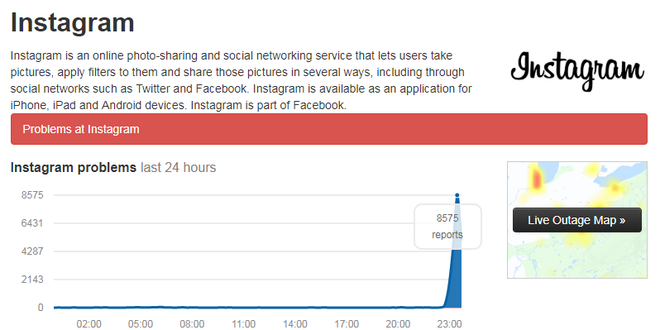 Instagram
Instagram is an online photo-sharing and social networking service that lets users take
pictures, apply filters to them and share those pictures in several ways, including through
social networks such as Twitter and Facebook. Instagram is available as an application for
iPhone, iPad and Android devices. Instagram is part of Facebook.
Instagram
Problems at Instagram
Instagram problems last 24 hours
8575
6431
4287
2143
0
8575
reports
02:00 05:00 08:00 11:00 14:00 17:00 20:00 23:00
Live Outage Map »